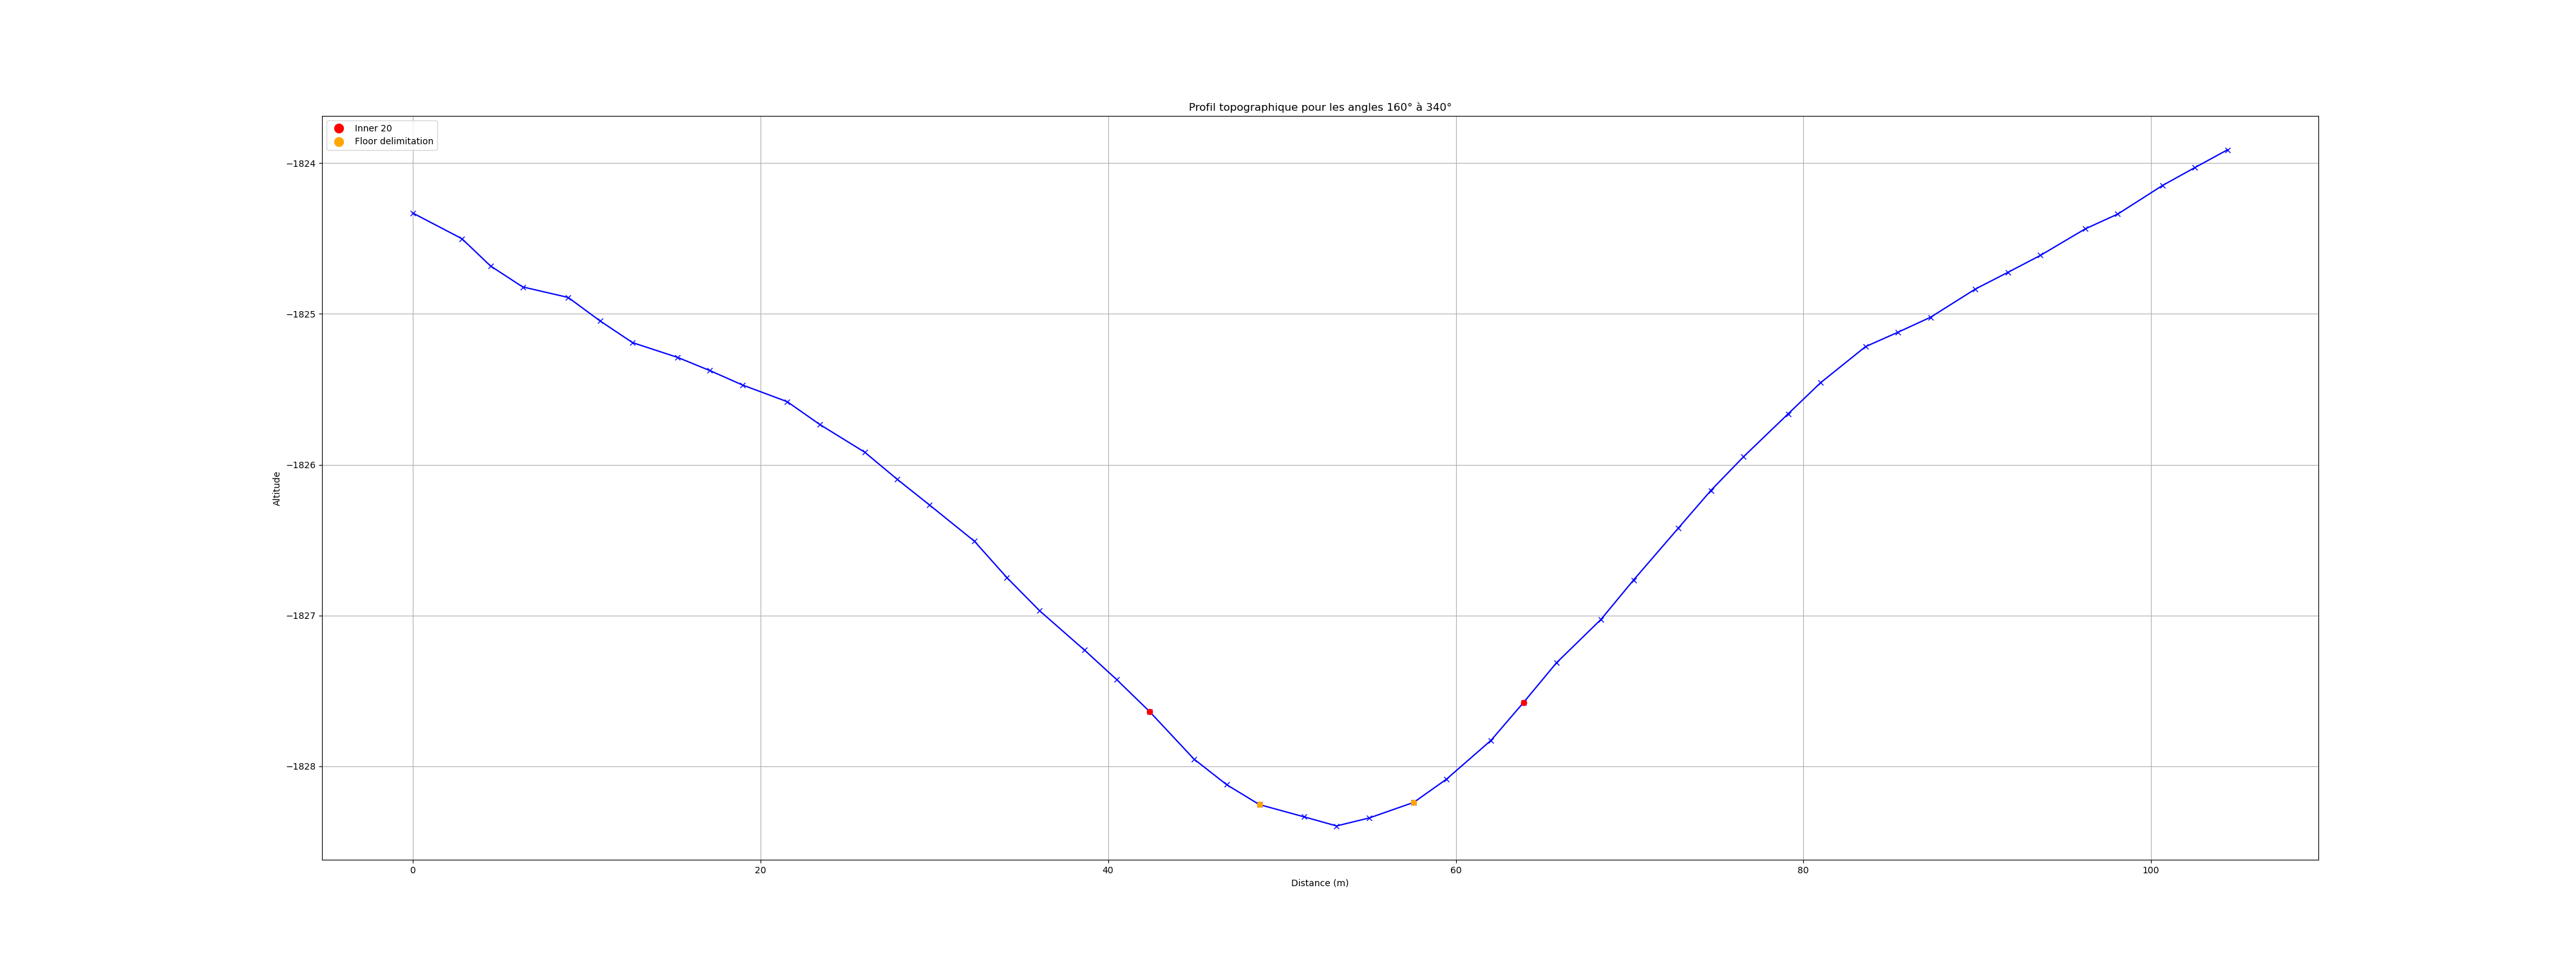 Profil topographique pour les angles 160° à 340°
Inner 20
Floor delimitation
−1824
−1825
−1826
−1827
−1828
Altitude
0 20 40 60 80 100
Distance (m)